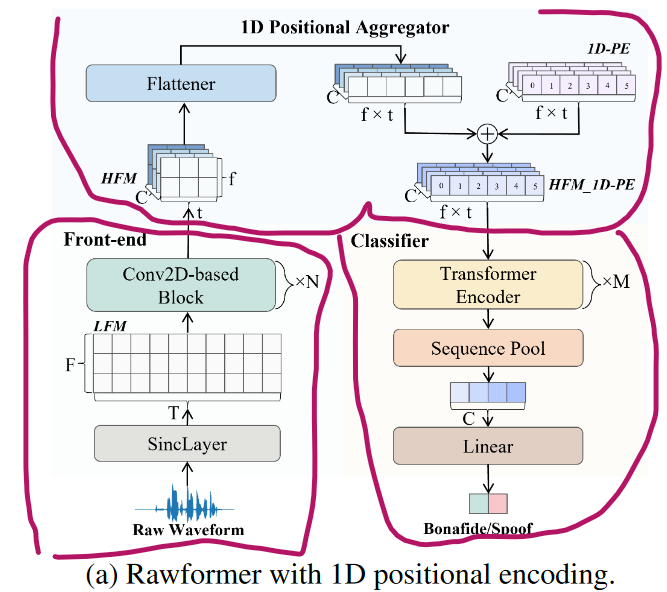 1D Positional Aggregator
Flattener
C
f × t
1D-PE
0 1 2 3 4 5
C
f × t
HFM
C
f
t
0 1 2 3 4 5
HFM_1D-PE
C
f × t
Front-end
Conv2D-based
Block
×N
LFM
F
T
SincLayer
Raw Waveform
Classifier
Transformer
Encoder
×M
Sequence Pool
C
Linear
Bonafide/Spoof
(a) Rawformer with 1D positional encoding.